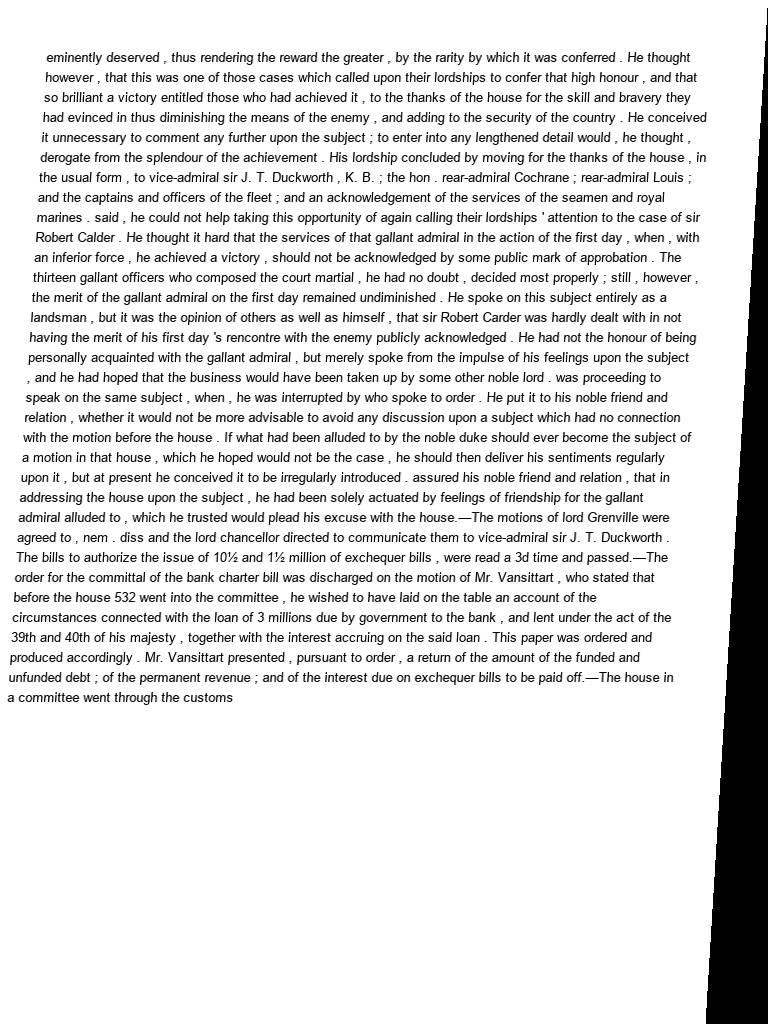 eminently deserved , thus rendering the reward the greater , by the rarity by which it was conferred . He thought
however , that this was one of those cases which called upon their lordships to confer that high honour , and that
so brilliant a victory entitled those who had achieved it , to the thanks of the house for the skill and bravery they
had evinced in thus diminishing the means of the enemy , and adding to the security of the country . He conceived
it unnecessary to comment any further upon the subject ; to enter into any lengthened detail would , he thought ,
derogate from the splendour of the achievement . His lordship concluded by moving for the thanks of the house , in
the usual form , to vice-admiral sir J. T. Duckworth , K. B. ; the hon . rear-admiral Cochrane ; rear-admiral Louis ;
and the captains and officers of the fleet ; and an acknowledgement of the services of the seamen and royal
marines . said , he could not help taking this opportunity of again calling their lordships ' attention to the case of sir
Robert Calder . He thought it hard that the services of that gallant admiral in the action of the first day , when , with
an inferior force , he achieved a victory , should not be acknowledged by some public mark of approbation . The
thirteen gallant officers who composed the court martial , he had no doubt , decided most properly ; still , however ,
the merit of the gallant admiral on the first day remained undiminished . He spoke on this subject entirely as a
landsman , but it was the opinion of others as well as himself , that sir Robert Carder was hardly dealt with in not
having the merit of his first day 's rencontre with the enemy publicly acknowledged . He had not the honour of being
personally acquainted with the gallant admiral , but merely spoke from the impulse of his feelings upon the subject
, and he had hoped that the business would have been taken up by some other noble lord . was proceeding to
speak on the same subject , when , he was interrupted by who spoke to order . He put it to his noble friend and
relation , whether it would not be more advisable to avoid any discussion upon a subject which had no connection
with the motion before the house . If what had been alluded to by the noble duke should ever become the subject of
a motion in that house , which he hoped would not be the case , he should then deliver his sentiments regularly
upon it , but at present he conceived it to be irregularly introduced . assured his noble friend and relation , that in
addressing the house upon the subject , he had been solely actuated by feelings of friendship for the gallant
admiral alluded to , which he trusted would plead his excuse with the house.—The motions of lord Grenville were
agreed to , nem . diss and the lord chancellor directed to communicate them to vice-admiral sir J. T. Duckworth .
The bills to authorize the issue of 10½ and 1½ million of exchequer bills , were read a 3d time and passed.—The
order for the committal of the bank charter bill was discharged on the motion of Mr. Vansittart , who stated that
before the house 532 went into the committee , he wished to have laid on the table an account of the
circumstances connected with the loan of 3 millions due by government to the bank , and lent under the act of the
39th and 40th of his majesty , together with the interest accruing on the said loan . This paper was ordered and
produced accordingly . Mr. Vansittart presented , pursuant to order , a return of the amount of the funded and
unfunded debt ; of the permanent revenue ; and of the interest due on exchequer bills to be paid off.—The house in
a committee went through the customs